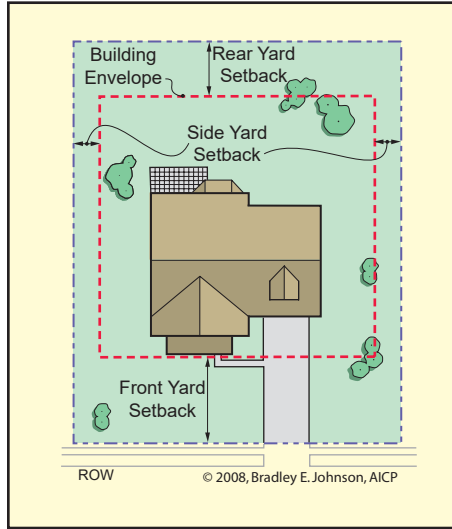 Building
Envelope
Rear Yard
Setback
Side Yard
Setback
Front Yard
Setback
ROW
© 2008, Bradley E. Johnson, AICP